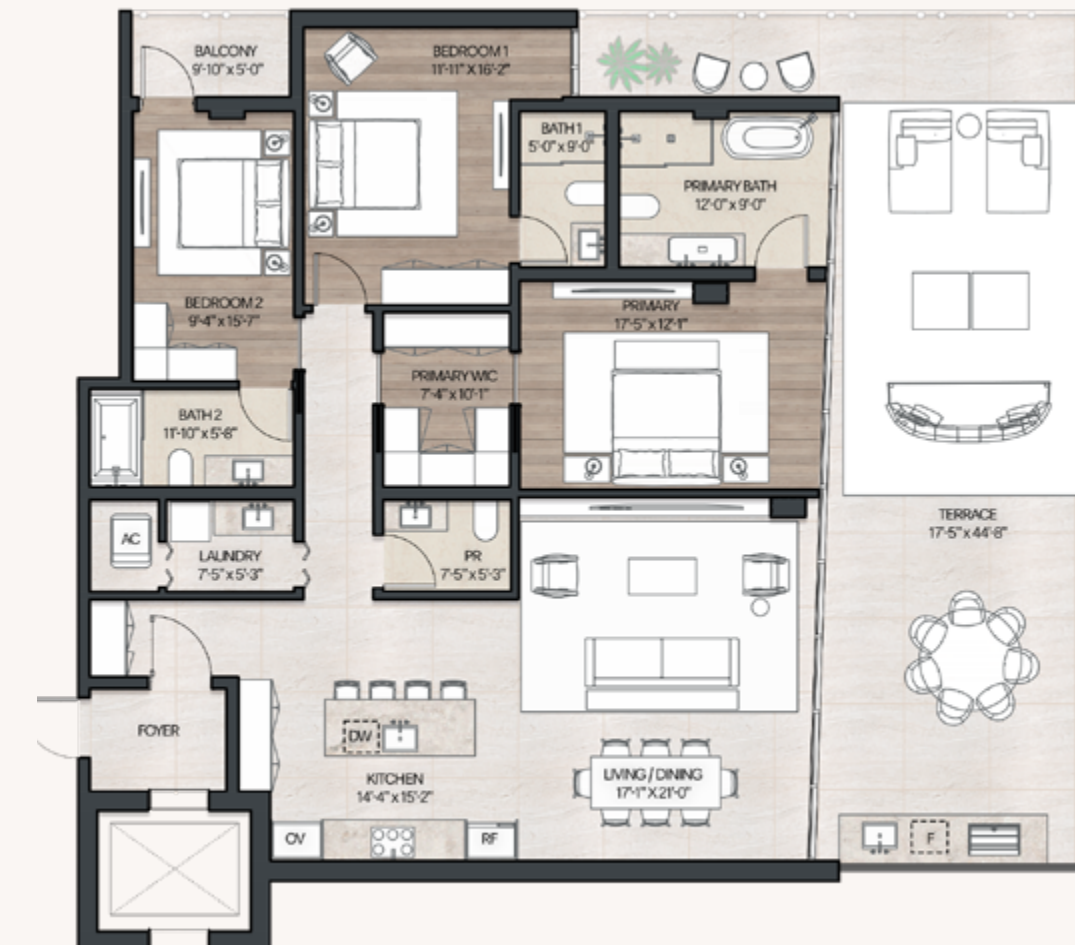 BALCONY
9'-10" x 5'-0"
BEDROOM 1
11'-11" X 16'-2"
BATH 1
5'-0" x 9'-0"
PRIMARY BATH
12'-0" x 9'-0"
BEDROOM 2
9'-4" x 15'-7"
PRIMARY
17'-5" x 12'-1"
PRIMARY WIC
7'-4" x 10'-1"
BATH 2
11'-10" x 5'-8"
AC
LAUNDRY
7'-5" x 5'-3"
PR
7'-5" x 5'-3"
TERRACE
17'-5" x 44'-8"
FOYER
DW
KITCHEN
14'-4" x 15'-2"
LIVING / DINING
17'-1" X 21'-0"
OV
RF
F